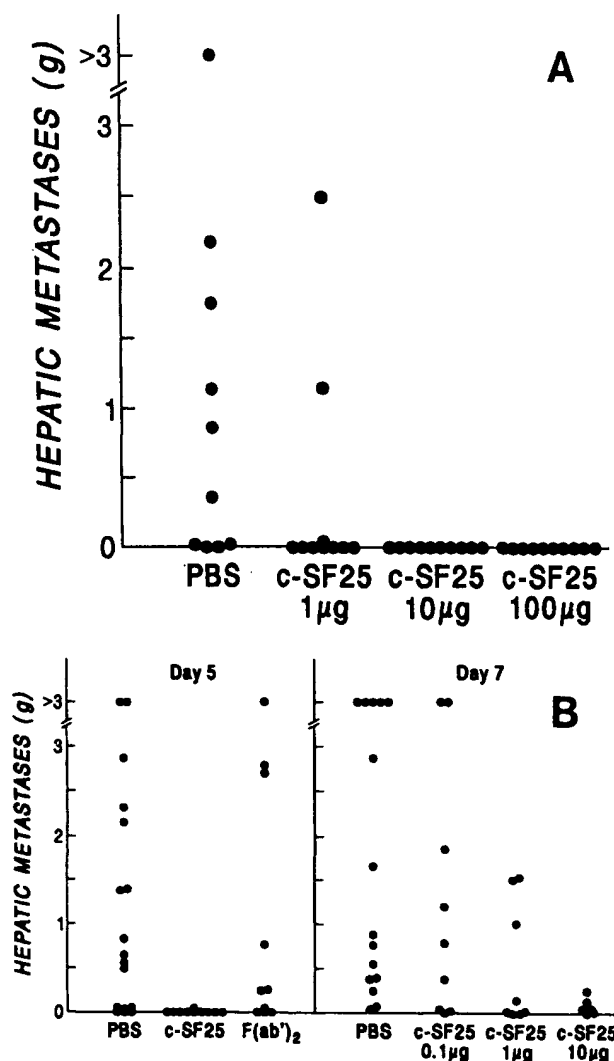 A
HEPATIC METASTASES (g)
>3
3
2
1
0
PBS
c-SF25
1µg
c-SF25
10µg
c-SF25
100µg
B
Day 5
Day 7
HEPATIC METASTASES (g)
>3
3
2
1
0
PBS
c-SF25
F(ab')₂
PBS
c-SF25
0.1µg
c-SF25
1µg
c-SF25
10µg